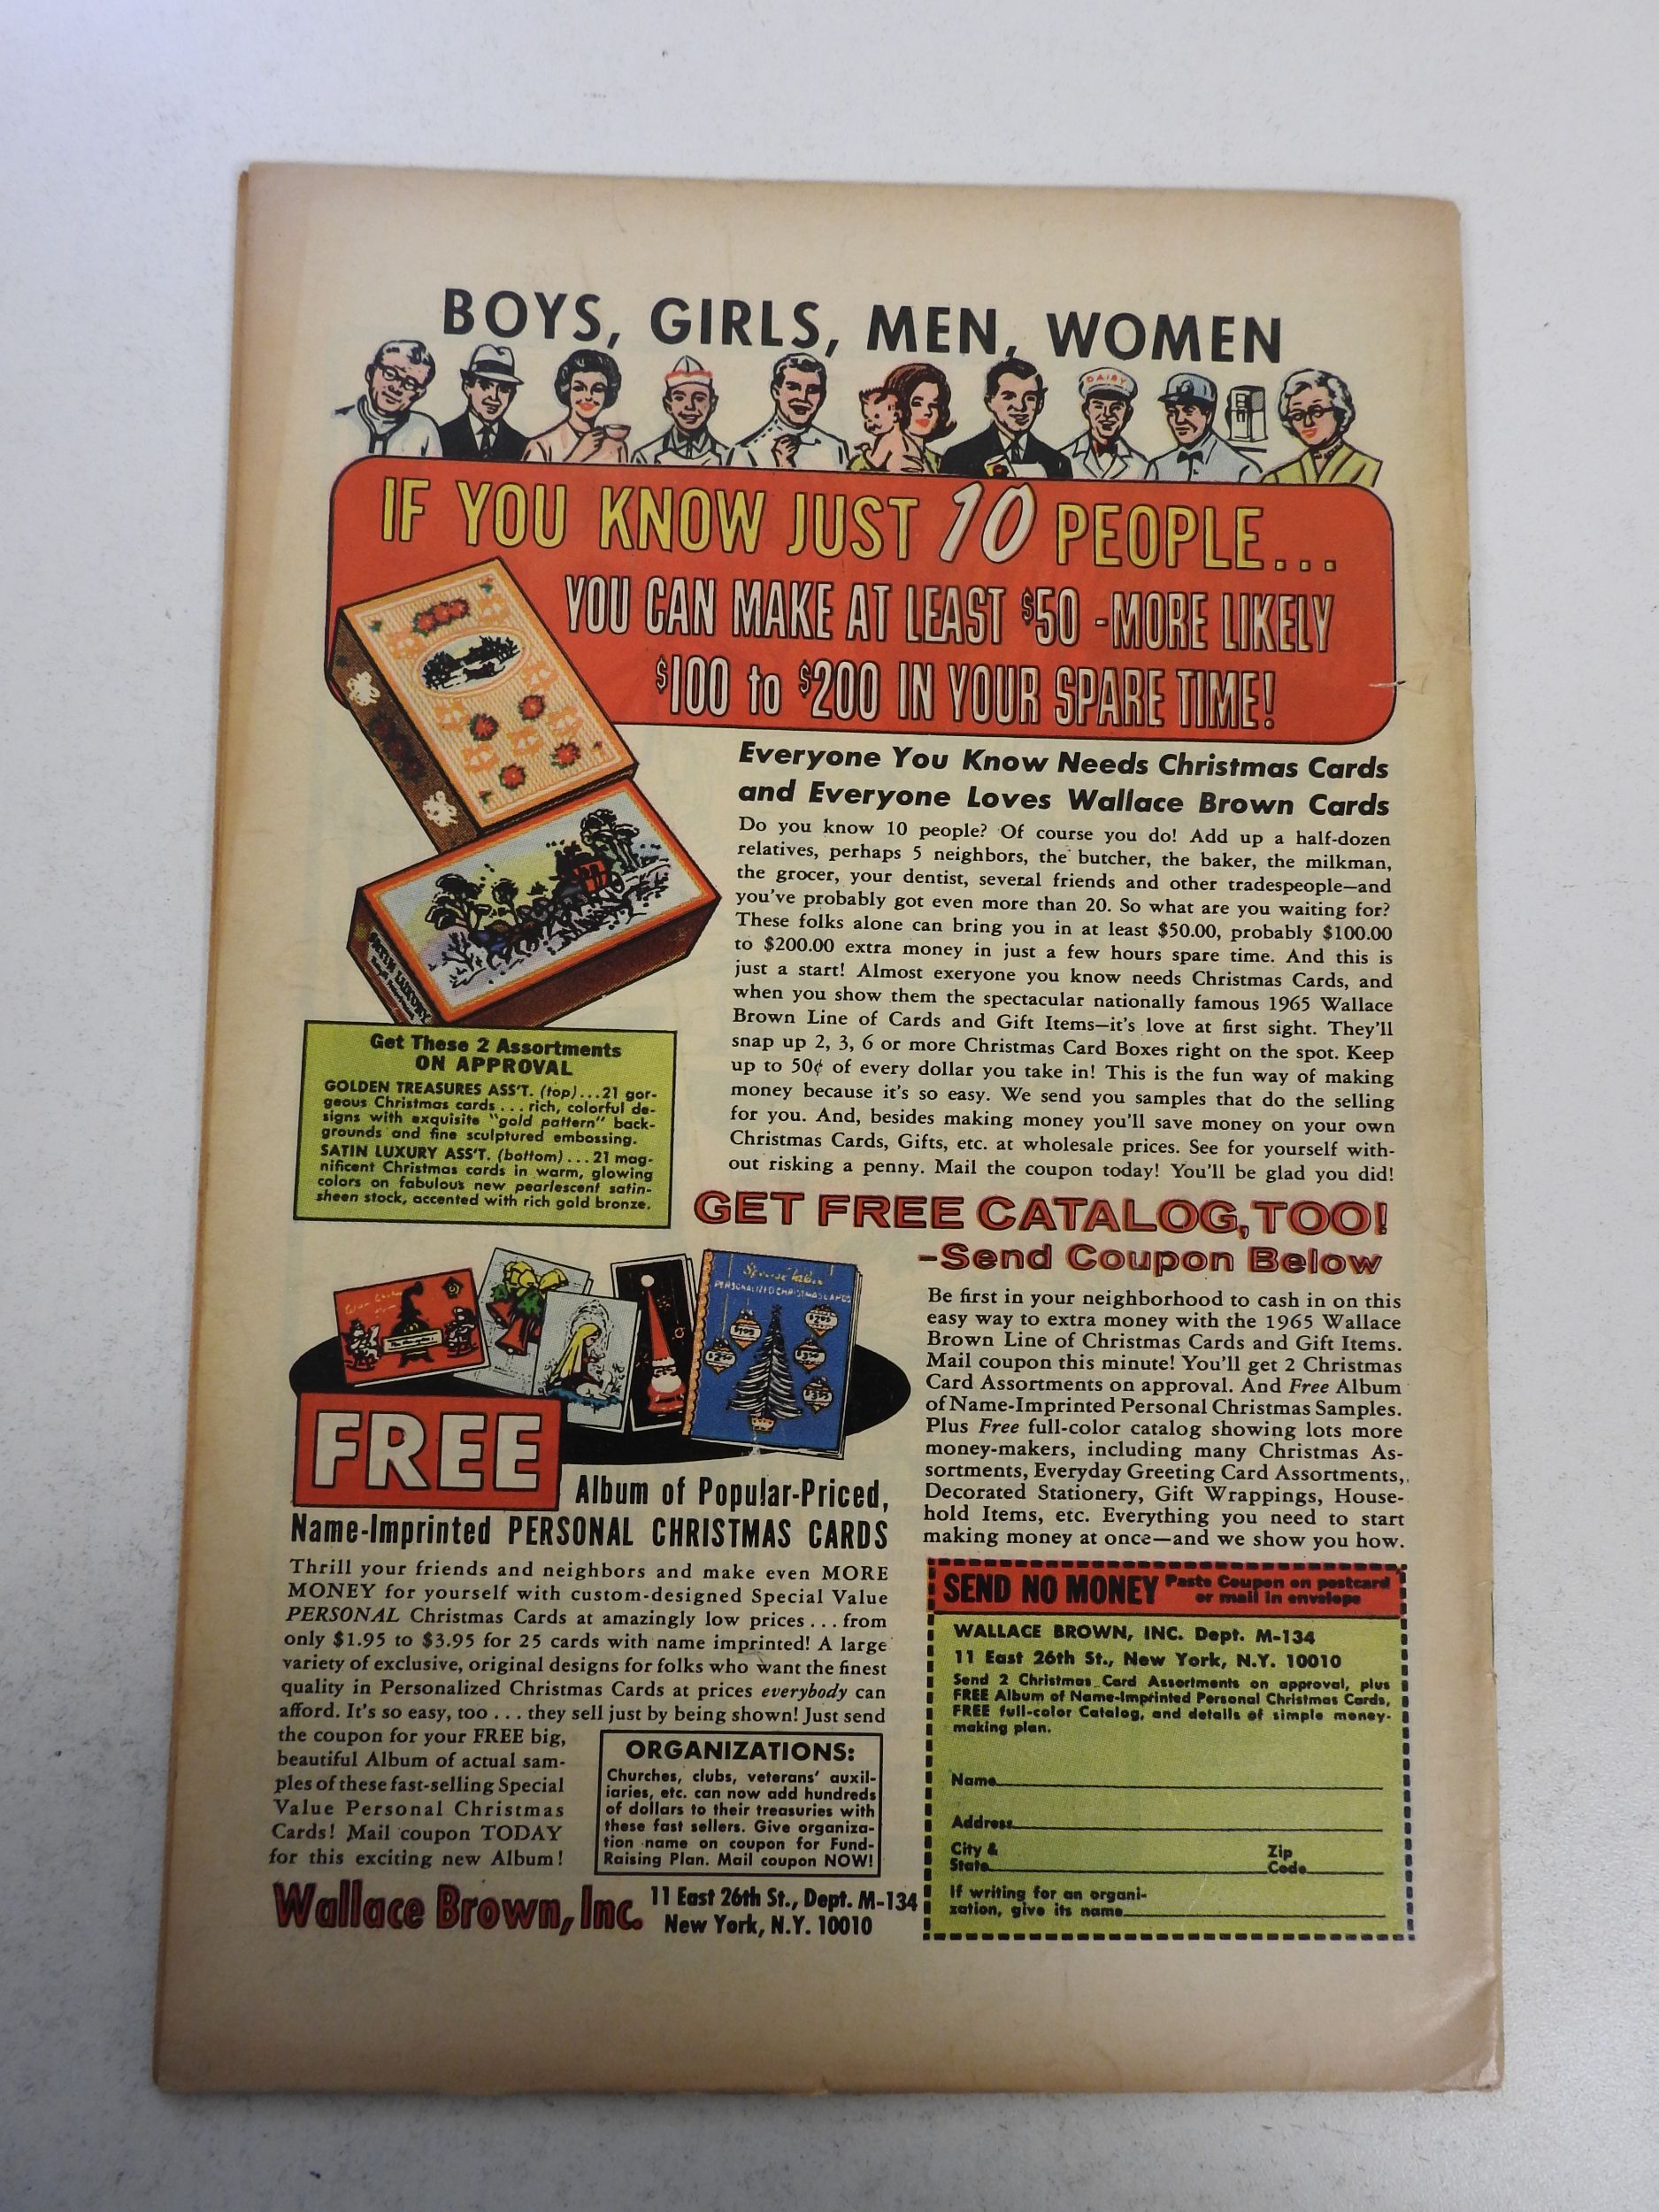 BOYS, GIRLS, MEN, WOMEN
DAIRY
IF YOU KNOW JUST 10 PEOPLE...
YOU CAN MAKE AT LEAST $50 - MORE LIKELY
$100 to $200 IN YOUR SPARE TIME!
Everyone You Know Needs Christmas Cards
and Everyone Loves Wallace Brown Cards
Do you know 10 people? Of course you do! Add up a half-dozen
relatives, perhaps 5 neighbors, the butcher, the baker, the milkman,
the grocer, your dentist, several friends and other tradespeople—and
you've probably got even more than 20. So what are you waiting for?
These folks alone can bring you in at least $50.00, probably $100.00
to $200.00 extra money in just a few hours spare time. And this is
just a start! Almost exeryone you know needs Christmas Cards, and
when you show them the spectacular nationally famous 1965 Wallace
Brown Line of Cards and Gift Items—it's love at first sight. They'll
snap up 2, 3, 6 or more Christmas Card Boxes right on the spot. Keep
up to 50¢ of every dollar you take in! This is the fun way of making
money because it's so easy. We send you samples that do the selling
for you. And, besides making money you'll save money on your own
Christmas Cards, Gifts, etc. at wholesale prices. See for yourself with-
out risking a penny. Mail the coupon today! You'll be glad you did!
SATIN LUXURY
Get These 2 Assortments
ON APPROVAL
GOLDEN TREASURES ASS'T. (top)...21 gor-
geous Christmas cards ... rich, colorful de-
signs with exquisite "gold pattern" back-
grounds and fine sculptured embossing.
SATIN LUXURY ASS'T. (bottom)...21 mag-
nificent Christmas cards in warm, glowing
colors on fabulous new pearlescent satin-
sheen stock, accented with rich gold bronze.
GET FREE CATALOG, TOO!
-Send Coupon Below
Be first in your neighborhood to cash in on this
easy way to extra money with the 1965 Wallace
Brown Line of Christmas Cards and Gift Items.
Mail coupon this minute! You'll get 2 Christmas
Card Assortments on approval. And Free Album
of Name-Imprinted Personal Christmas Samples.
Plus Free full-color catalog showing lots more
money-makers, including many Christmas As-
sortments, Everyday Greeting Card Assortments,
Decorated Stationery, Gift Wrappings, House-
hold Items, etc. Everything you need to start
making money at once—and we show you how.
PERSONALIZED CHRISTMAS CARDS
FREE
Album of Popular-Priced,
Name-Imprinted PERSONAL CHRISTMAS CARDS
Thrill your friends and neighbors and make even MORE
MONEY for yourself with custom-designed Special Value
PERSONAL Christmas Cards at amazingly low prices ... from
only $1.95 to $3.95 for 25 cards with name imprinted! A large
variety of exclusive, original designs for folks who want the finest
quality in Personalized Christmas Cards at prices everybody can
afford. It's so easy, too ... they sell just by being shown! Just send
the coupon for your FREE big,
beautiful Album of actual sam-
ples of these fast-selling Special
Value Personal Christmas
Cards! Mail coupon TODAY
for this exciting new Album!
ORGANIZATIONS:
Churches, clubs, veterans' auxil-
iaries, etc. can now add hundreds
of dollars to their treasuries with
these fast sellers. Give organiza-
tion name on coupon for Fund-
Raising Plan. Mail coupon NOW!
Wallace Brown, Inc. 11 East 26th St., Dept. M-134
New York, N.Y. 10010
SEND NO MONEY Paste Coupon on postcard
or mail in envelope
WALLACE BROWN, INC. Dept. M-134
11 East 26th St., New York, N.Y. 10010
Send 2 Christmas Card Assortments on approval, plus
FREE Album of Name-Imprinted Personal Christmas Cards,
FREE full-color Catalog, and details of simple money-
making plan.
Name
Address
City &
State
Zip
Code
If writing for an organi-
zation, give its name